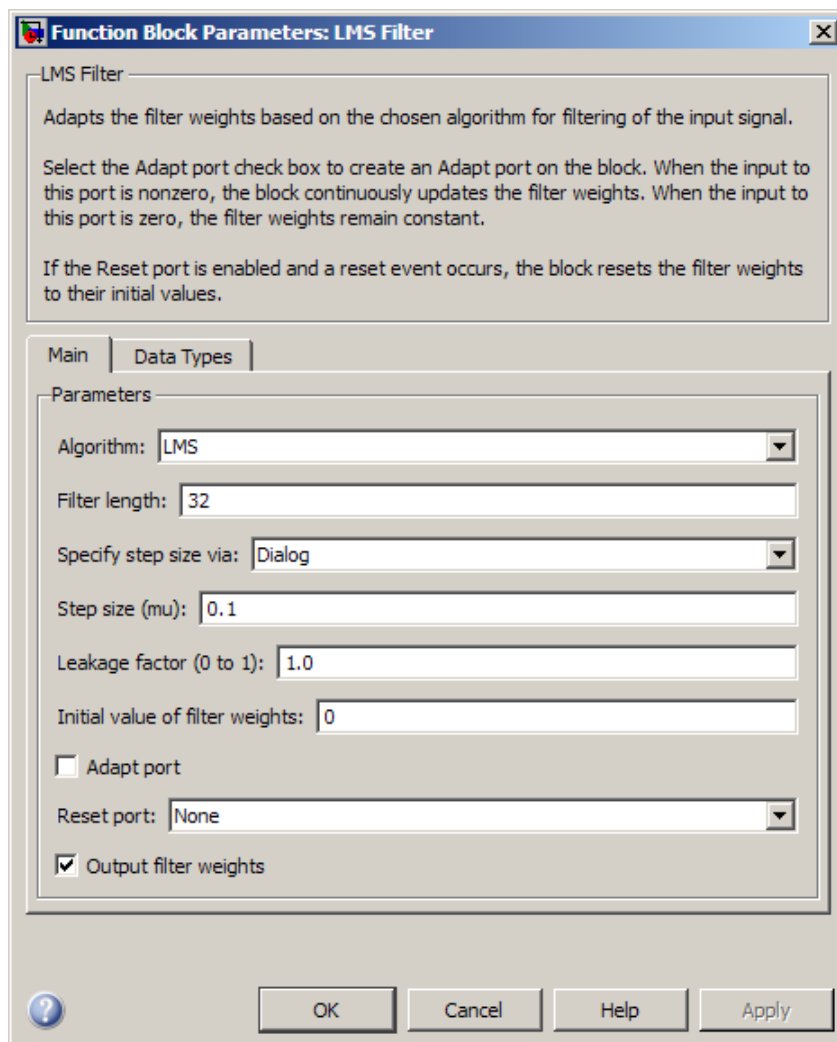 Function Block Parameters: LMS Filter
LMS Filter
Adapts the filter weights based on the chosen algorithm for filtering of the input signal.
Select the Adapt port check box to create an Adapt port on the block. When the input to
this port is nonzero, the block continuously updates the filter weights. When the input to
this port is zero, the filter weights remain constant.
If the Reset port is enabled and a reset event occurs, the block resets the filter weights
to their initial values.
Main Data Types
Parameters
Algorithm: LMS
Filter length: 32
Specify step size via: Dialog
Step size (mu): 0.1
Leakage factor (0 to 1): 1.0
Initial value of filter weights: 0
Adapt port
Reset port: None
Output filter weights
? OK Cancel Help Apply